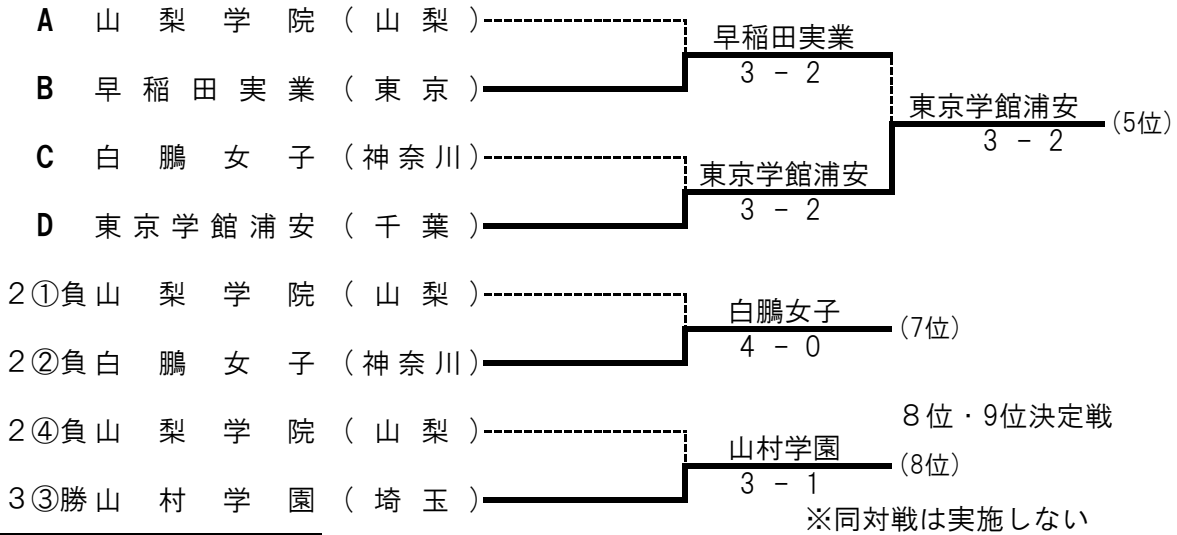 A 山梨学院(山梨)
早稲田実業
3 - 2
B 早稲田実業(東京)
東京学館浦安 (5位)
3 - 2
C 白鵬女子(神奈川)
東京学館浦安
3 - 2
D 東京学館浦安(千葉)
2①負 山梨学院(山梨)
白鵬女子 (7位)
4 - 0
2②負 白鵬女子(神奈川)
8位・9位決定戦
2④負 山梨学院(山梨)
山村学園 (8位)
3 - 1
3③勝 山村学園(埼玉)
※同対戦は実施しない